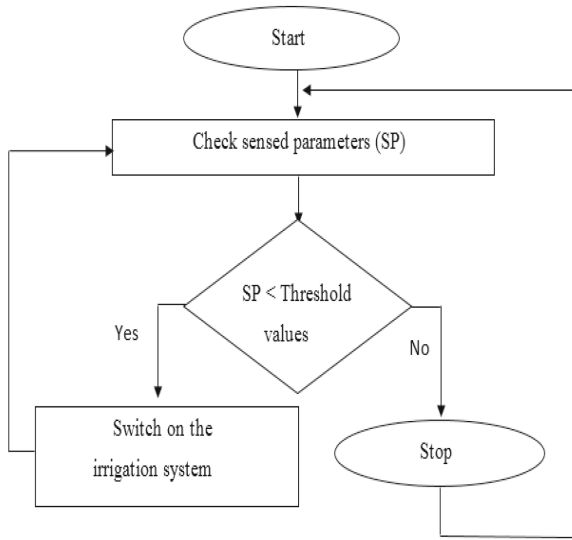 Start
Check sensed parameters (SP)
SP < Threshold
values
Yes
No
Switch on the
irrigation system
Stop